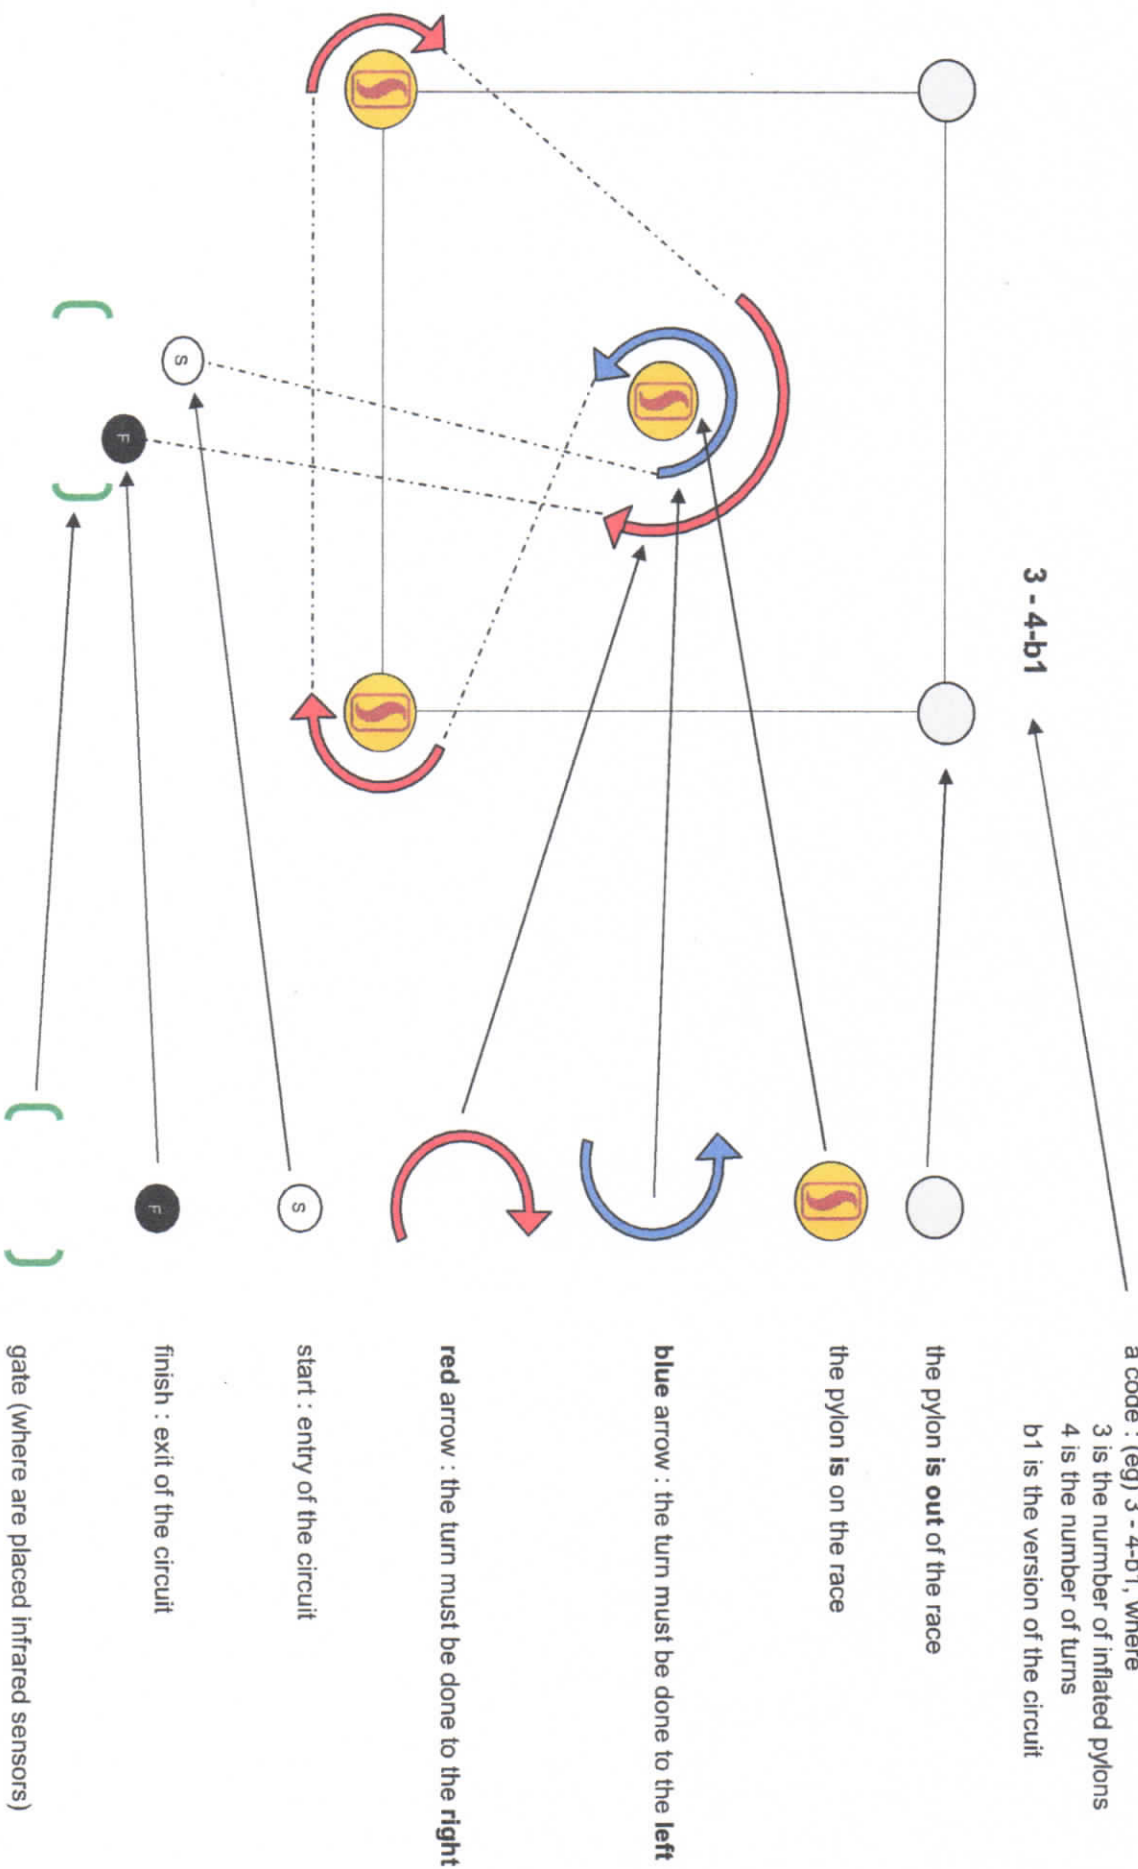 3 - 4-b1
a code : (eg) 3 - 4-b1, where
3 is the nurmber of inflated pylons
4 is the number of turns
b1 is the version of the circuit
the pylon is out of the race
the pylon is on the race
blue arrow : the turn must be done to the left
red arrow : the turn must be done to the right
S
start : entry of the circuit
F
finish : exit of the circuit
gate (where are placed infrared sensors)
S
F